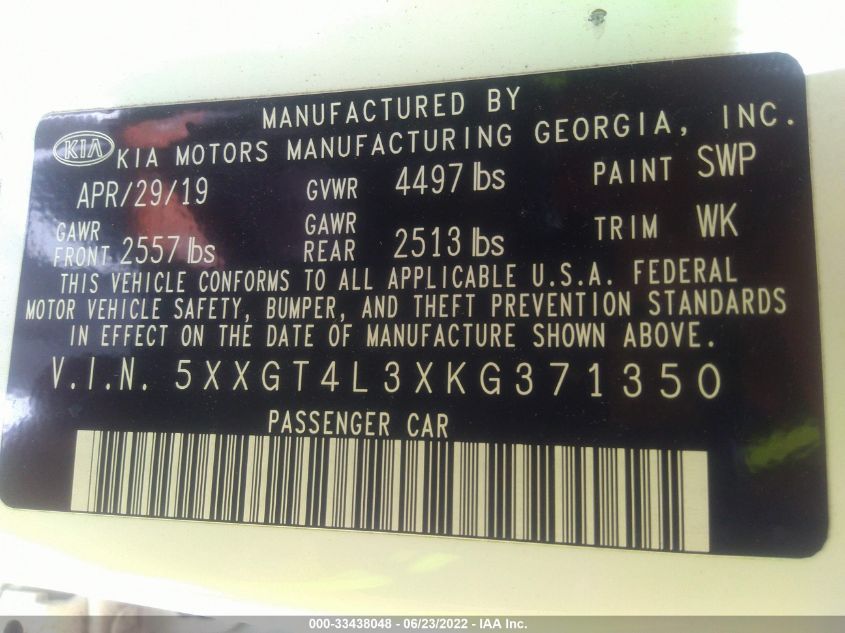 MANUFACTURED BY
KIA KIA MOTORS MANUFACTURING GEORGIA, INC.
APR/29/19 GVWR 4497 lbs PAINT SWP
GAWR FRONT 2557 lbs GAWR REAR 2513 lbs TRIM WK
THIS VEHICLE CONFORMS TO ALL APPLICABLE U.S.A. FEDERAL
MOTOR VEHICLE SAFETY, BUMPER, AND THEFT PREVENTION STANDARDS
IN EFFECT ON THE DATE OF MANUFACTURE SHOWN ABOVE.
V.I.N. 5XXGT4L3XKG371350
PASSENGER CAR
000-33438048 - 06/23/2022 - IAA Inc.